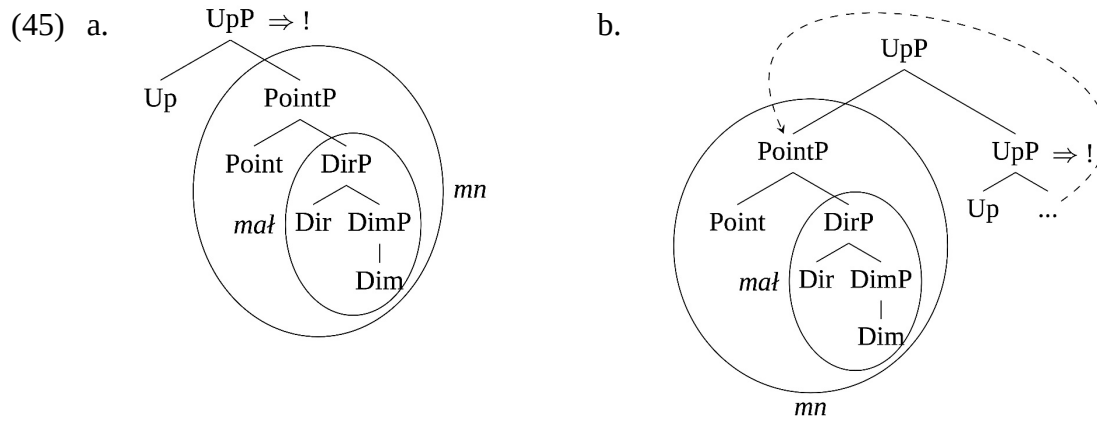 (45) a.
UpP ⇒ !
Up PointP
Point DirP
mał Dir DimP mn
Dim
b.
UpP
PointP UpP ⇒ !
Point DirP Up ...
mał Dir DimP
Dim
mn